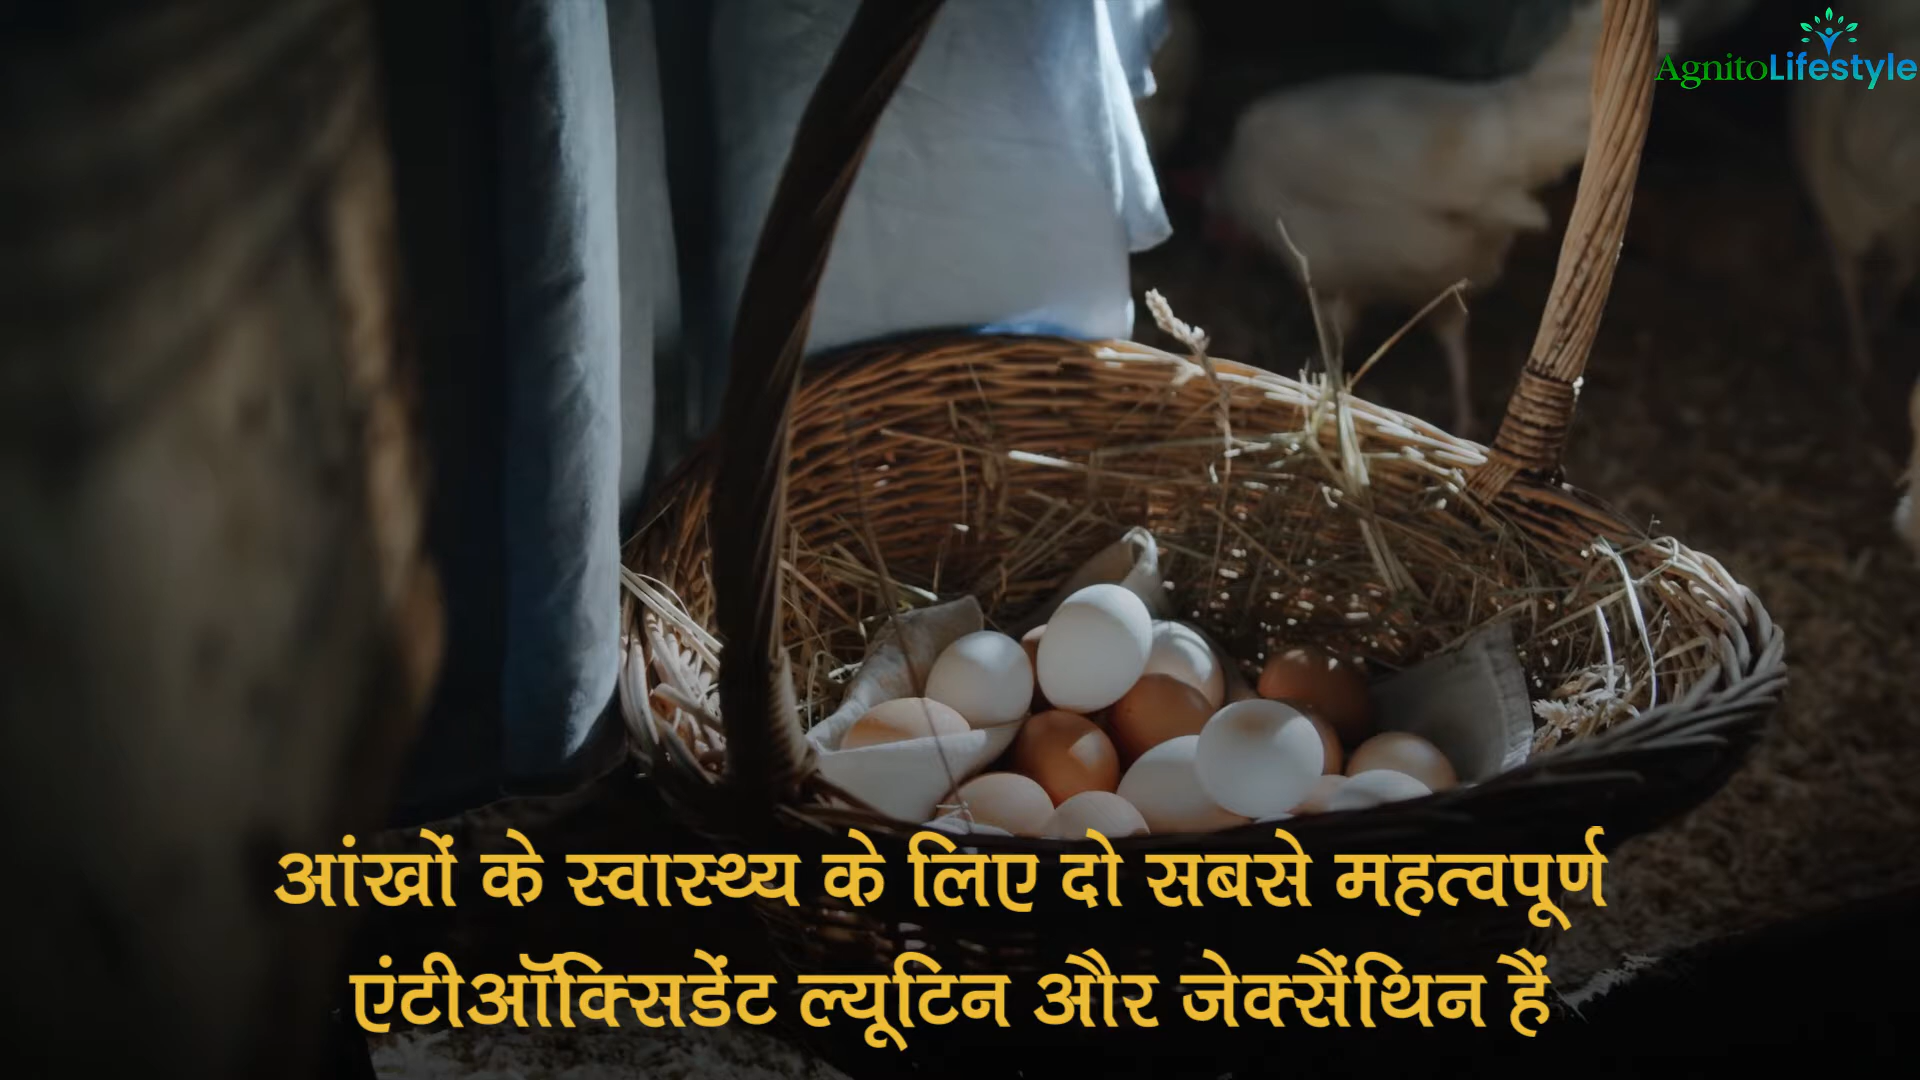 AgnitoLifestyle
आंखों के स्वास्थ्य के लिए दो सबसे महत्वपूर्ण
एंटीऑक्सिडेंट ल्यूटिन और जेक्सैंथिन हैं